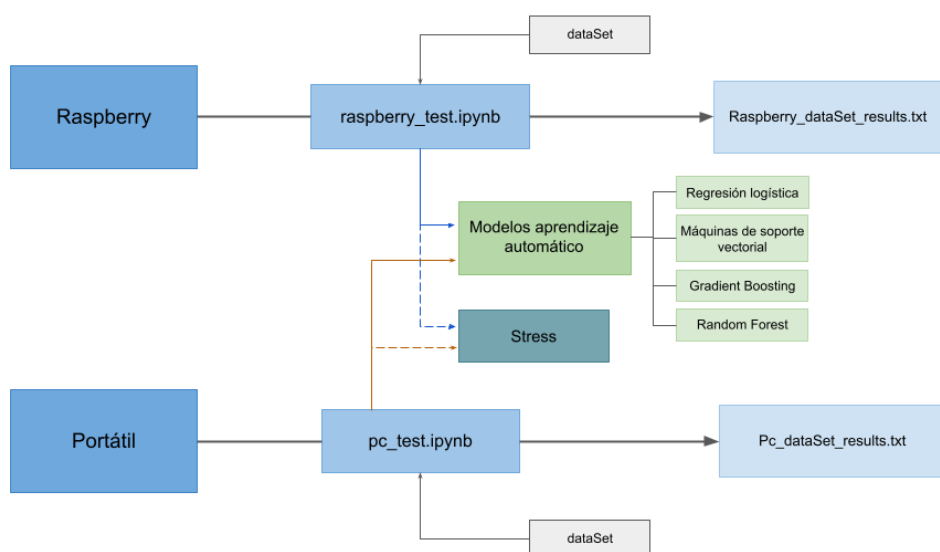 dataSet
Raspberry
raspberry_test.ipynb
Raspberry_dataSet_results.txt
Modelos aprendizaje
automático
Regresión logística
Máquinas de soporte
vectorial
Gradient Boosting
Random Forest
Stress
Portátil
pc_test.ipynb
Pc_dataSet_results.txt
dataSet